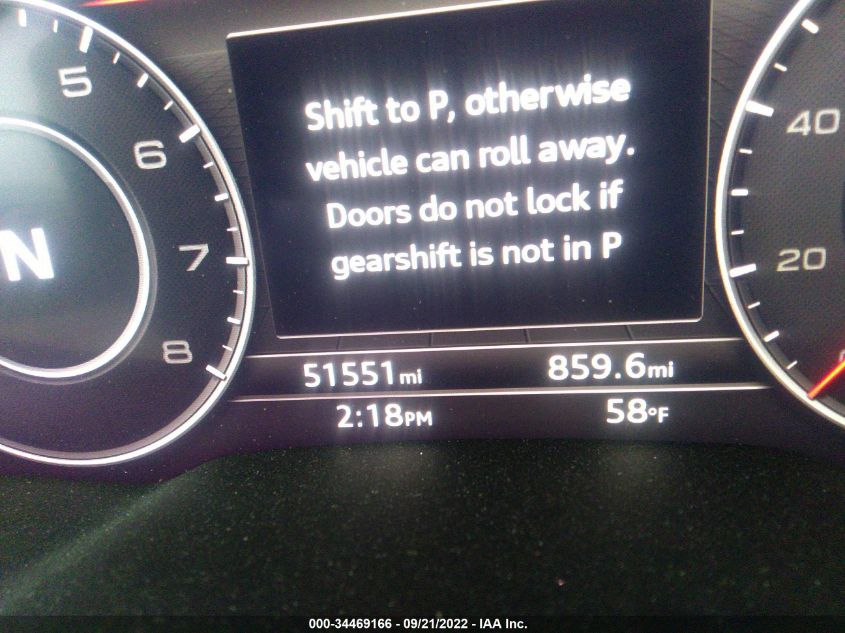 Shift to P, otherwise
vehicle can roll away.
Doors do not lock if
gearshift is not in P
5
6
7
8
N
40
20
51551mi
859.6mi
2:18PM
58°F
000-34469166 - 09/21/2022 - IAA Inc.